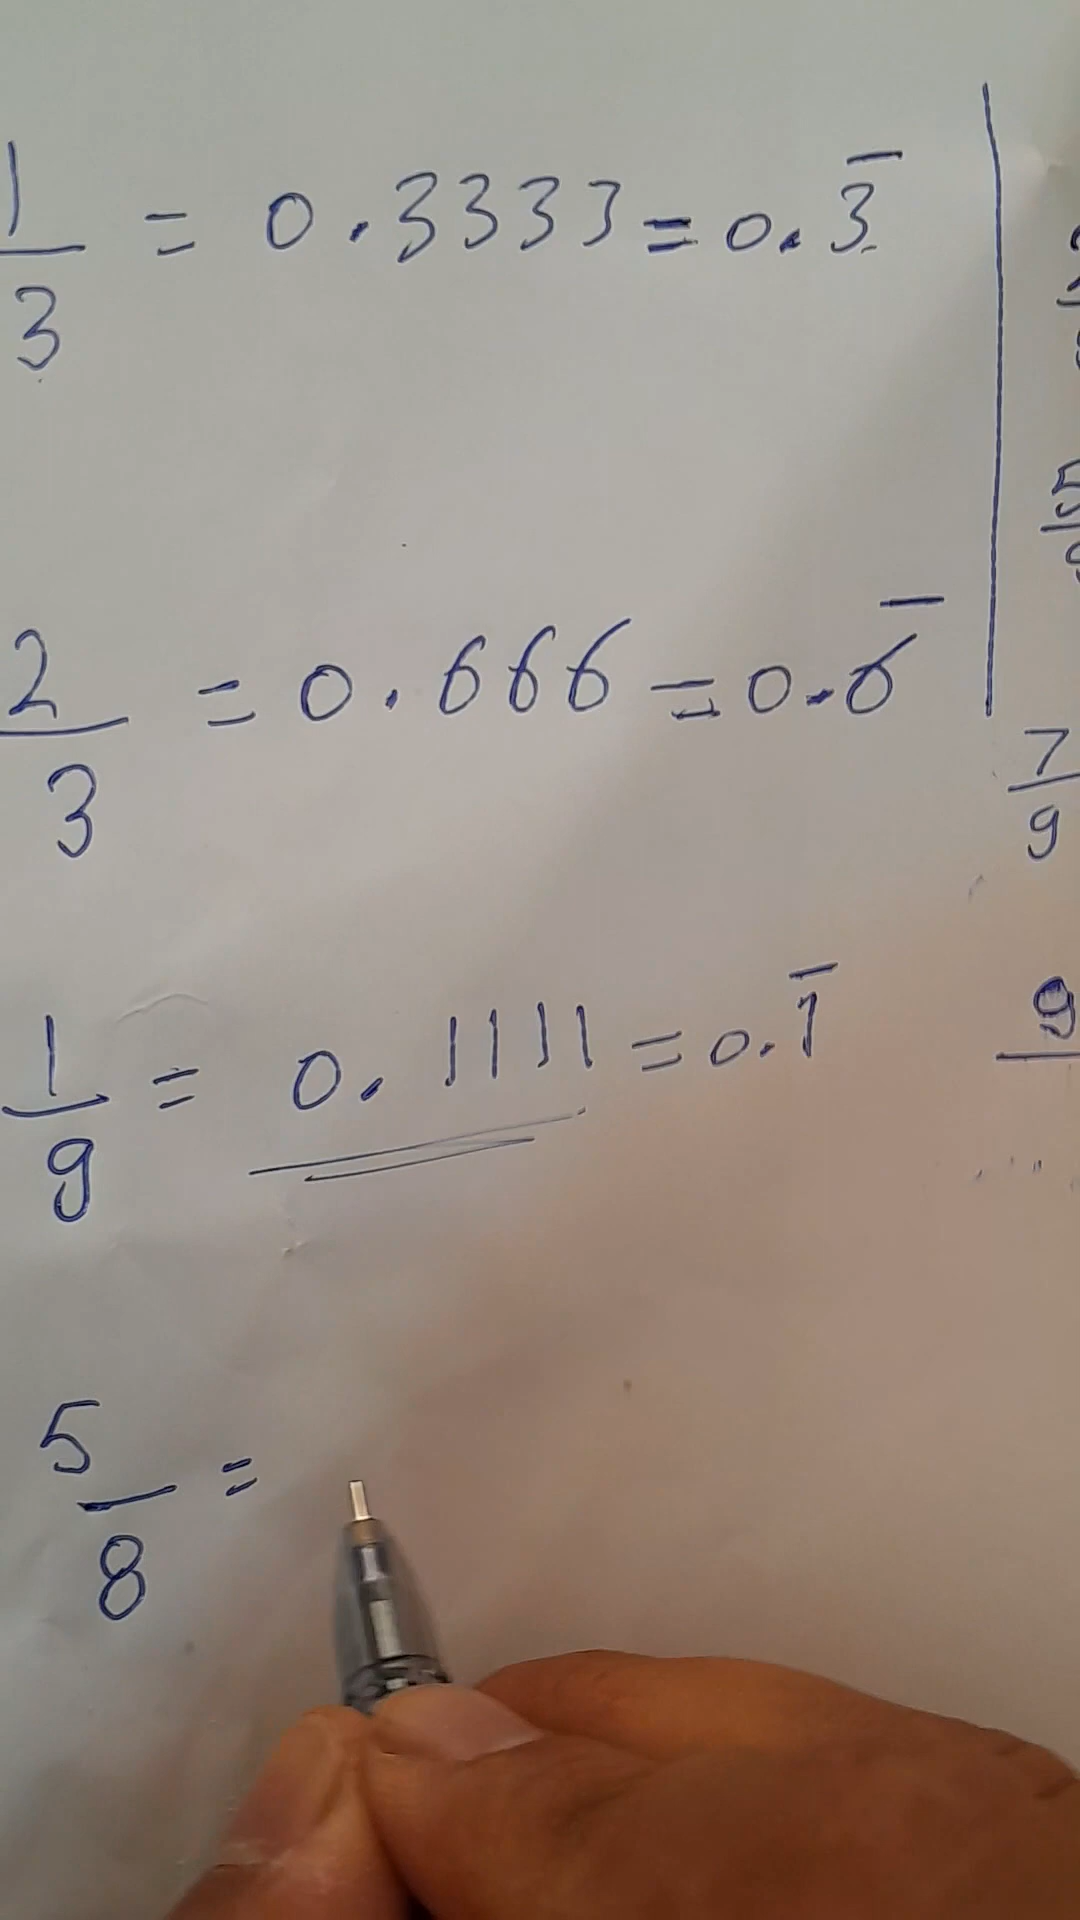 1/3 = 0.3333 = 0.3̅
2/3 = 0.666 = 0.6̅
7/9
1/9 = 0.1111 = 0.1̅
9
5/8 =